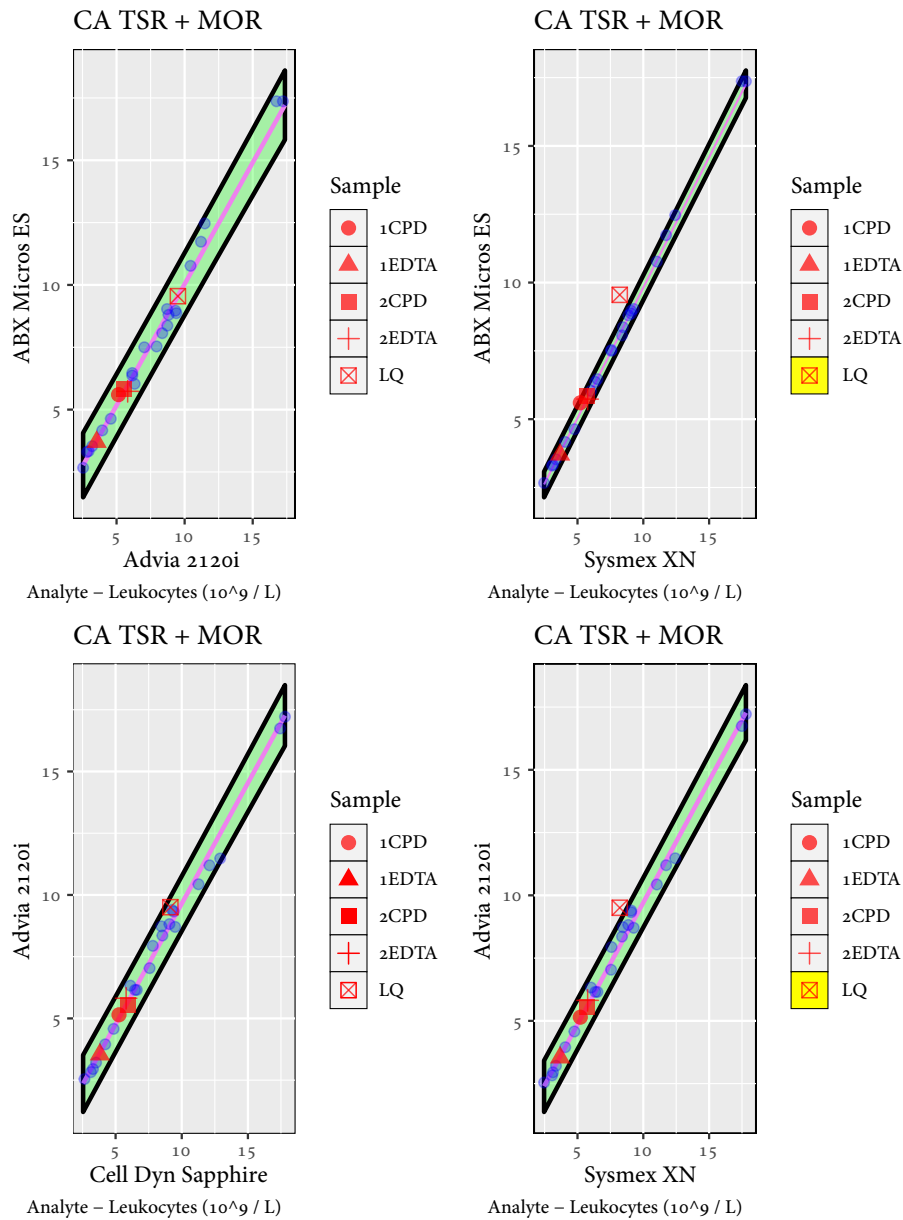 CA TSR + MOR
ABX Micros ES
15
10
5
5
10
15
Advia 2120i
Analyte – Leukocytes (10^9 / L)
Sample
1CPD
1EDTA
2CPD
2EDTA
LQ
CA TSR + MOR
ABX Micros ES
15
10
5
5
10
15
Sysmex XN
Analyte – Leukocytes (10^9 / L)
Sample
1CPD
1EDTA
2CPD
2EDTA
LQ
CA TSR + MOR
Advia 2120i
15
10
5
5
10
15
Cell Dyn Sapphire
Analyte – Leukocytes (10^9 / L)
Sample
1CPD
1EDTA
2CPD
2EDTA
LQ
CA TSR + MOR
Advia 2120i
15
10
5
5
10
15
Sysmex XN
Analyte – Leukocytes (10^9 / L)
Sample
1CPD
1EDTA
2CPD
2EDTA
LQ